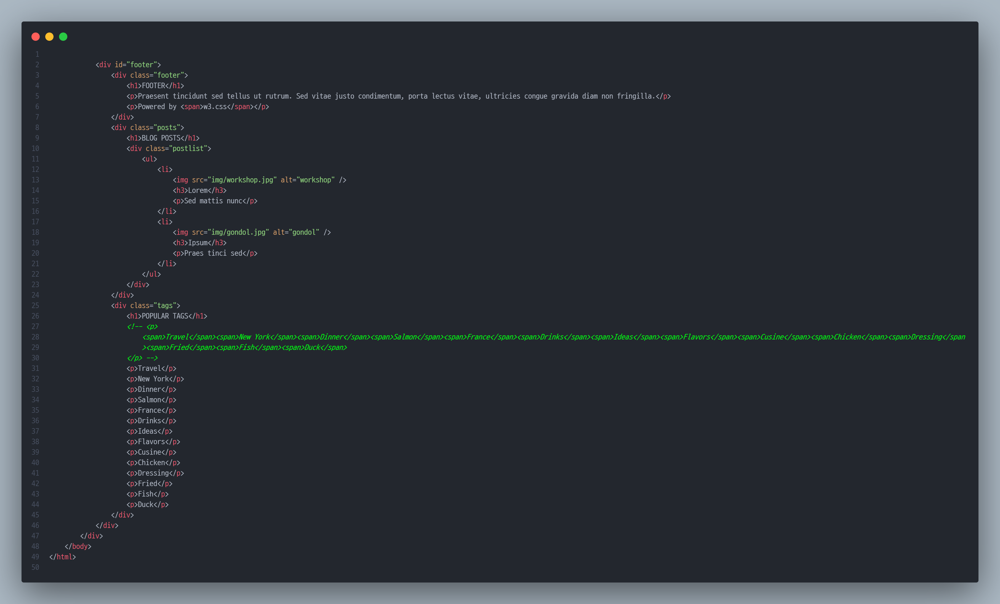 1
2             <div id="footer">
3                 <div class="footer">
4                     <h1>FOOTER</h1>
5                     <p>Praesent tincidunt sed tellus ut rutrum. Sed vitae justo condimentum, porta lectus vitae, ultricies congue gravida diam non fringilla.</p>
6                     <p>Powered by <span>w3.css</span></p>
7                 </div>
8                 <div class="posts">
9                     <h1>BLOG POSTS</h1>
10                     <div class="postlist">
11                         <ul>
12                             <li>
13                                 <img src="img/workshop.jpg" alt="workshop" />
14                                 <h3>Lorem</h3>
15                                 <p>Sed mattis nunc</p>
16                             </li>
17                             <li>
18                                 <img src="img/gondol.jpg" alt="gondol" />
19                                 <h3>Ipsum</h3>
20                                 <p>Praes tinci sed</p>
21                             </li>
22                         </ul>
23                     </div>
24                 </div>
25                 <div class="tags">
26                     <h1>POPULAR TAGS</h1>
27                     <!-- <p>
28                         <span>Travel</span><span>New York</span><span>Dinner</span><span>Salmon</span><span>France</span><span>Drinks</span><span>Ideas</span><span>Flavors</span><span>Cusine</span><span>Chicken</span><span>Dressing</span
29                         ><span>Fried</span><span>Fish</span><span>Duck</span>
30                     </p> -->
31                     <p>Travel</p>
32                     <p>New York</p>
33                     <p>Dinner</p>
34                     <p>Salmon</p>
35                     <p>France</p>
36                     <p>Drinks</p>
37                     <p>Ideas</p>
38                     <p>Flavors</p>
39                     <p>Cusine</p>
40                     <p>Chicken</p>
41                     <p>Dressing</p>
42                     <p>Fried</p>
43                     <p>Fish</p>
44                     <p>Duck</p>
45                 </div>
46             </div>
47         </div>
48     </body>
49 </html>
50